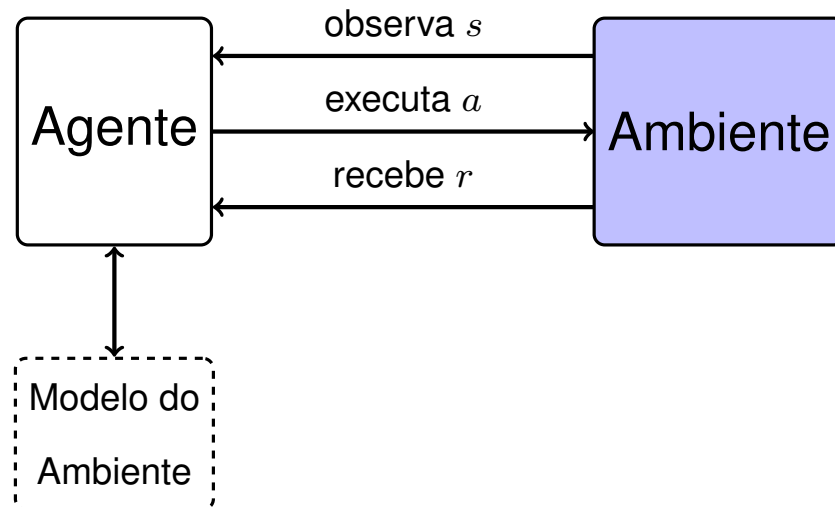 observa s
executa a
Agente
Ambiente
recebe r
Modelo do
Ambiente